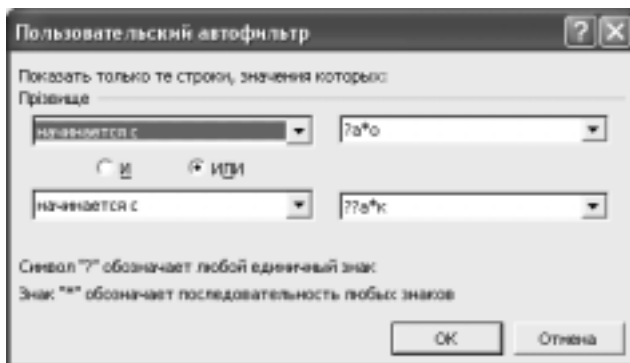 Пользовательский автофильтр
Показать только те строки, значения которых:
Прізвище
начинается с ?а*о
и или
начинается с ??а*к
Символ "?" обозначает любой единичный знак
Знак "*" обозначает последовательность любых знаков
ОК Отмена